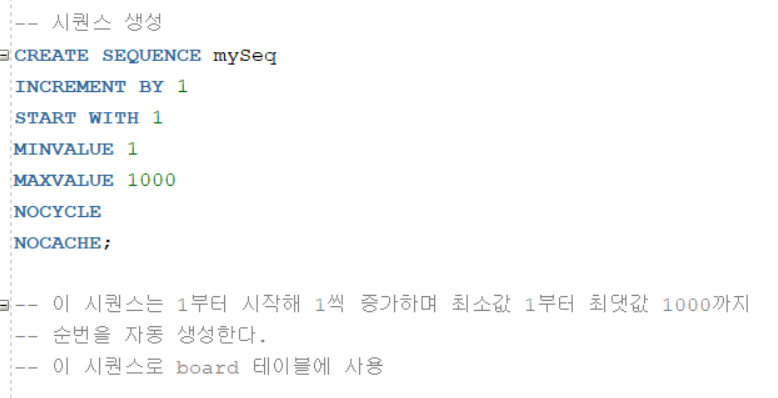 -- 시퀀스 생성
CREATE SEQUENCE mySeq
INCREMENT BY 1
START WITH 1
MINVALUE 1
MAXVALUE 1000
NOCYCLE
NOCACHE;
-- 이 시퀀스는 1부터 시작해 1씩 증가하며 최소값 1부터 최댓값 1000까지
-- 순번을 자동 생성한다.
-- 이 시퀀스로 board 테이블에 사용